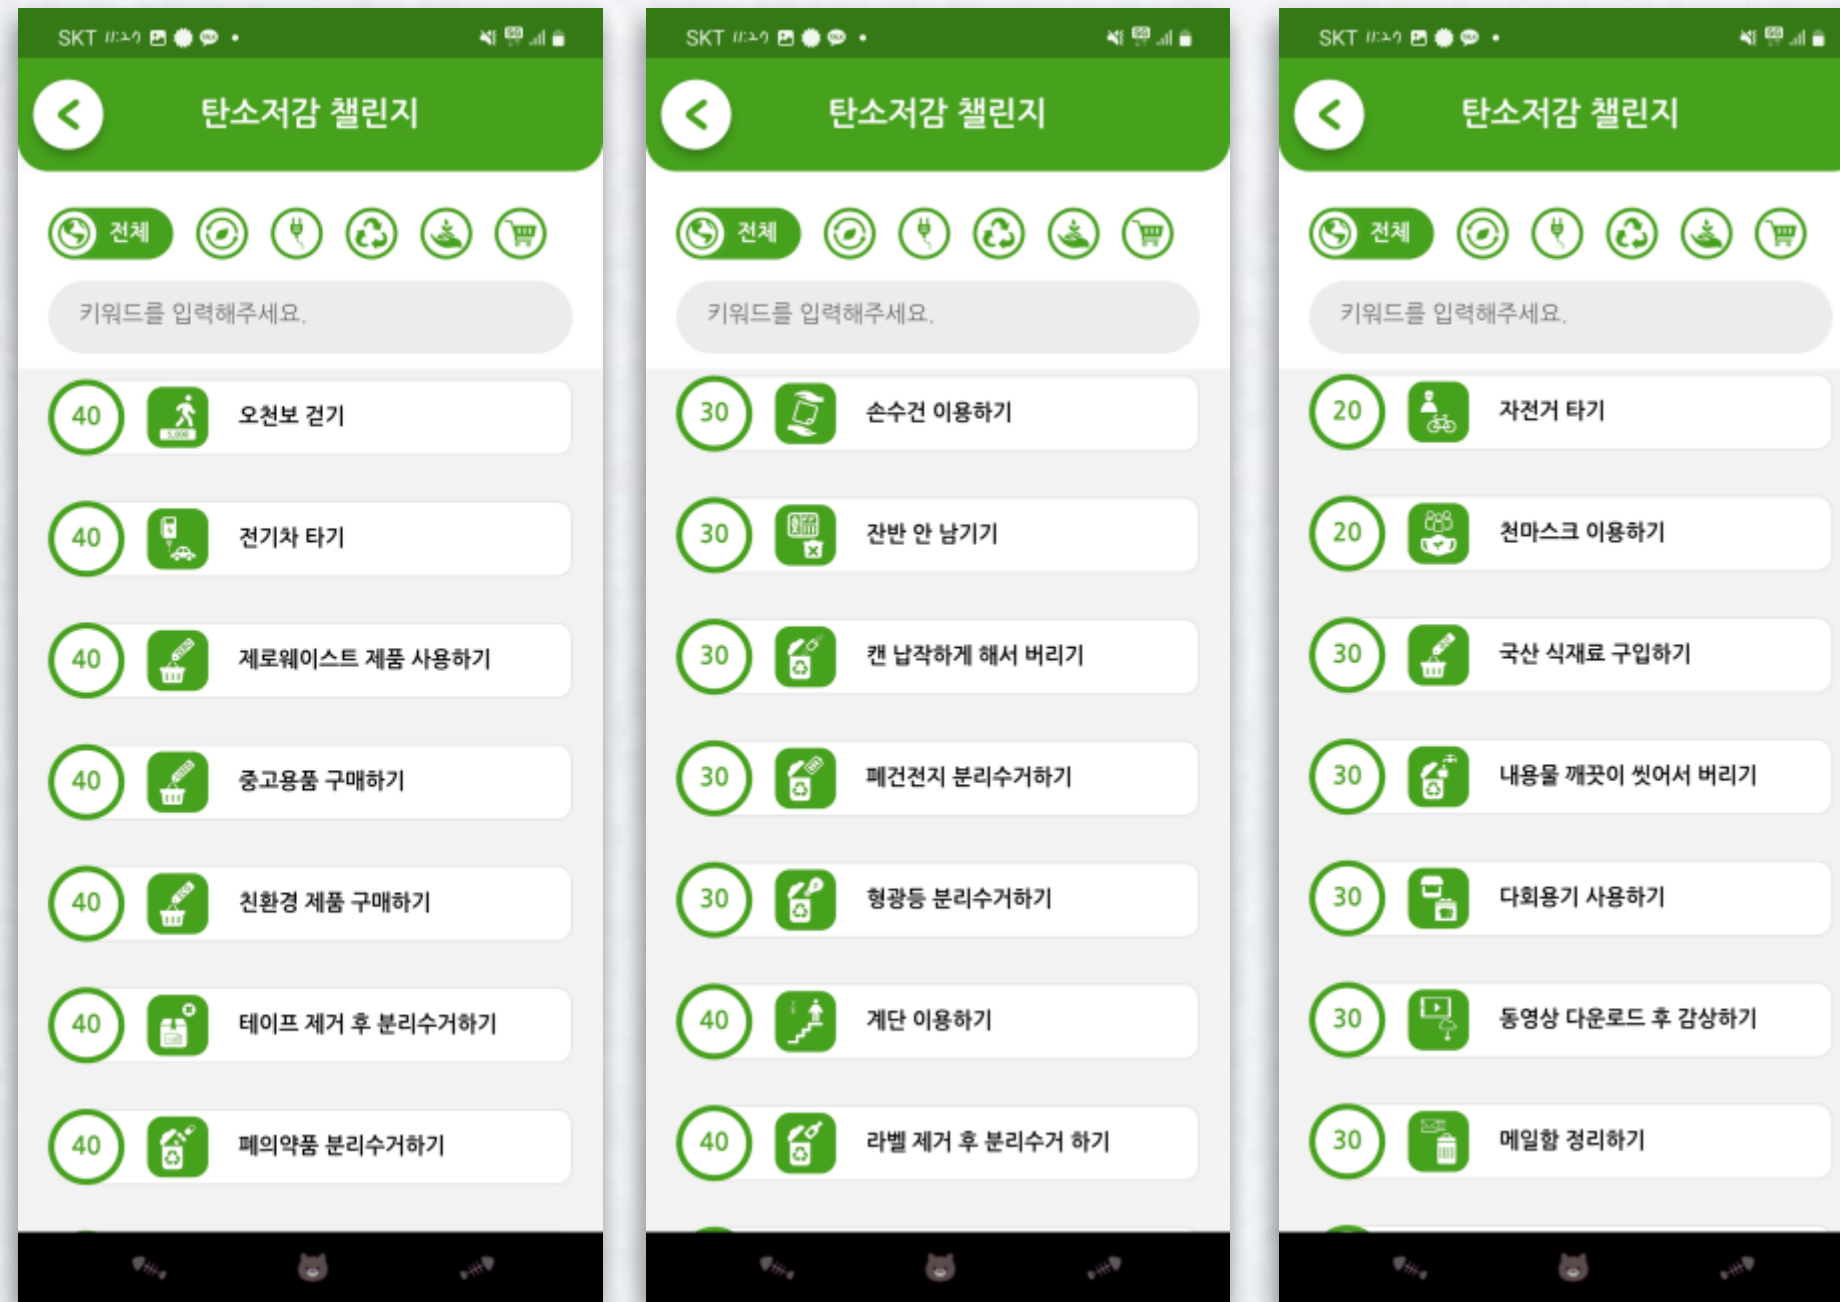 SKT 11:29
탄소저감 챌린지
전체
키워드를 입력해주세요.
40 오천보 걷기
40 전기차 타기
40 제로웨이스트 제품 사용하기
40 중고용품 구매하기
40 친환경 제품 구매하기
40 테이프 제거 후 분리수거하기
40 폐의약품 분리수거하기
SKT 11:29
탄소저감 챌린지
전체
키워드를 입력해주세요.
30 손수건 이용하기
30 잔반 안 남기기
30 캔 납작하게 해서 버리기
30 폐건전지 분리수거하기
30 형광등 분리수거하기
40 계단 이용하기
40 라벨 제거 후 분리수거 하기
SKT 11:29
탄소저감 챌린지
전체
키워드를 입력해주세요.
20 자전거 타기
20 천마스크 이용하기
30 국산 식재료 구입하기
30 내용물 깨끗이 씻어서 버리기
30 다회용기 사용하기
30 동영상 다운로드 후 감상하기
30 메일함 정리하기